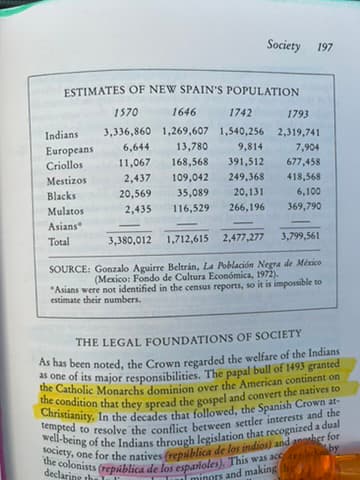 Society 197
ESTIMATES OF NEW SPAIN'S POPULATION
1570 1646 1742 1793
Indians 3,336,860 1,269,607 1,540,256 2,319,741
Europeans 6,644 13,780 9,814 7,904
Criollos 11,067 168,568 391,512 677,458
Mestizos 2,437 109,042 249,368 418,568
Blacks 20,569 35,089 20,131 6,100
Mulatos 2,435 116,529 266,196 369,790
Asians* — — — —
Total 3,380,012 1,712,615 2,477,277 3,799,561
SOURCE: Gonzalo Aguirre Beltrán, La Población Negra de México
(Mexico: Fondo de Cultura Económica, 1972).
*Asians were not identified in the census reports, so it is impossible to
estimate their numbers.
THE LEGAL FOUNDATIONS OF SOCIETY
As has been noted, the Crown regarded the welfare of the Indians
as one of its major responsibilities. The papal bull of 1493 granted
the Catholic Monarchs dominion over the American continent on
the condition that they spread the gospel and convert the natives to
Christianity. In the decades that followed, the Spanish Crown at-
tempted to resolve the conflict between settler interests and the
well-being of the Indians through legislation that recognized a dual
society, one for the natives (república de los indios) and another for
the colonists (república de los españoles). This was by
declaring the minors and making